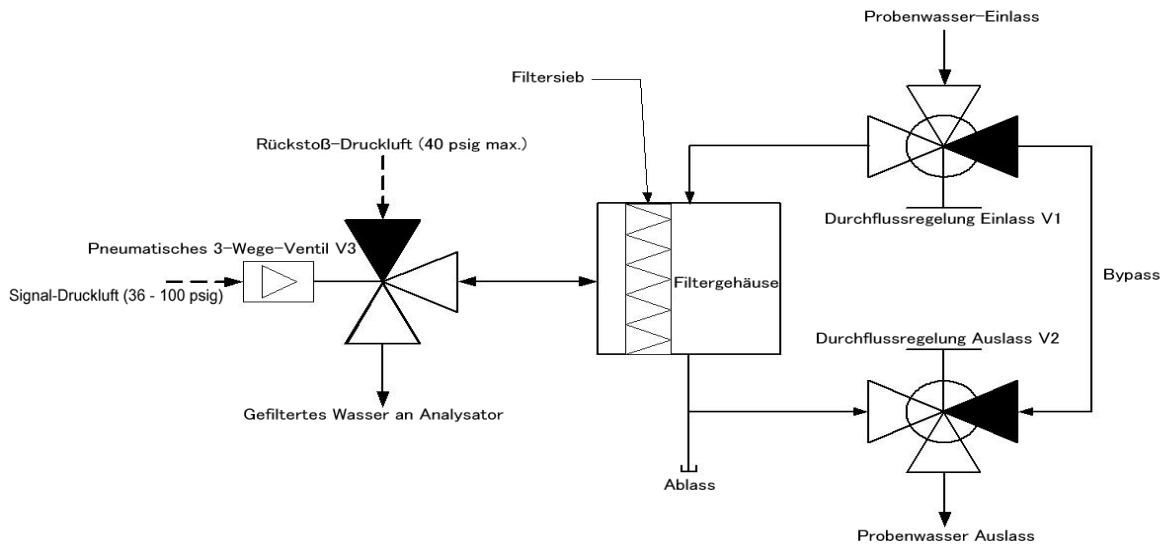 Probenwasser-Einlass
Filtersieb
Rückstoß-Druckluft (40 psig max.)
Durchflussregelung Einlass V1
Pneumatisches 3-Wege-Ventil V3
Signal-Druckluft (36 - 100 psig)
Filtergehäuse
Bypass
Durchflussregelung Auslass V2
Gefiltertes Wasser an Analysator
Ablass
Probenwasser Auslass